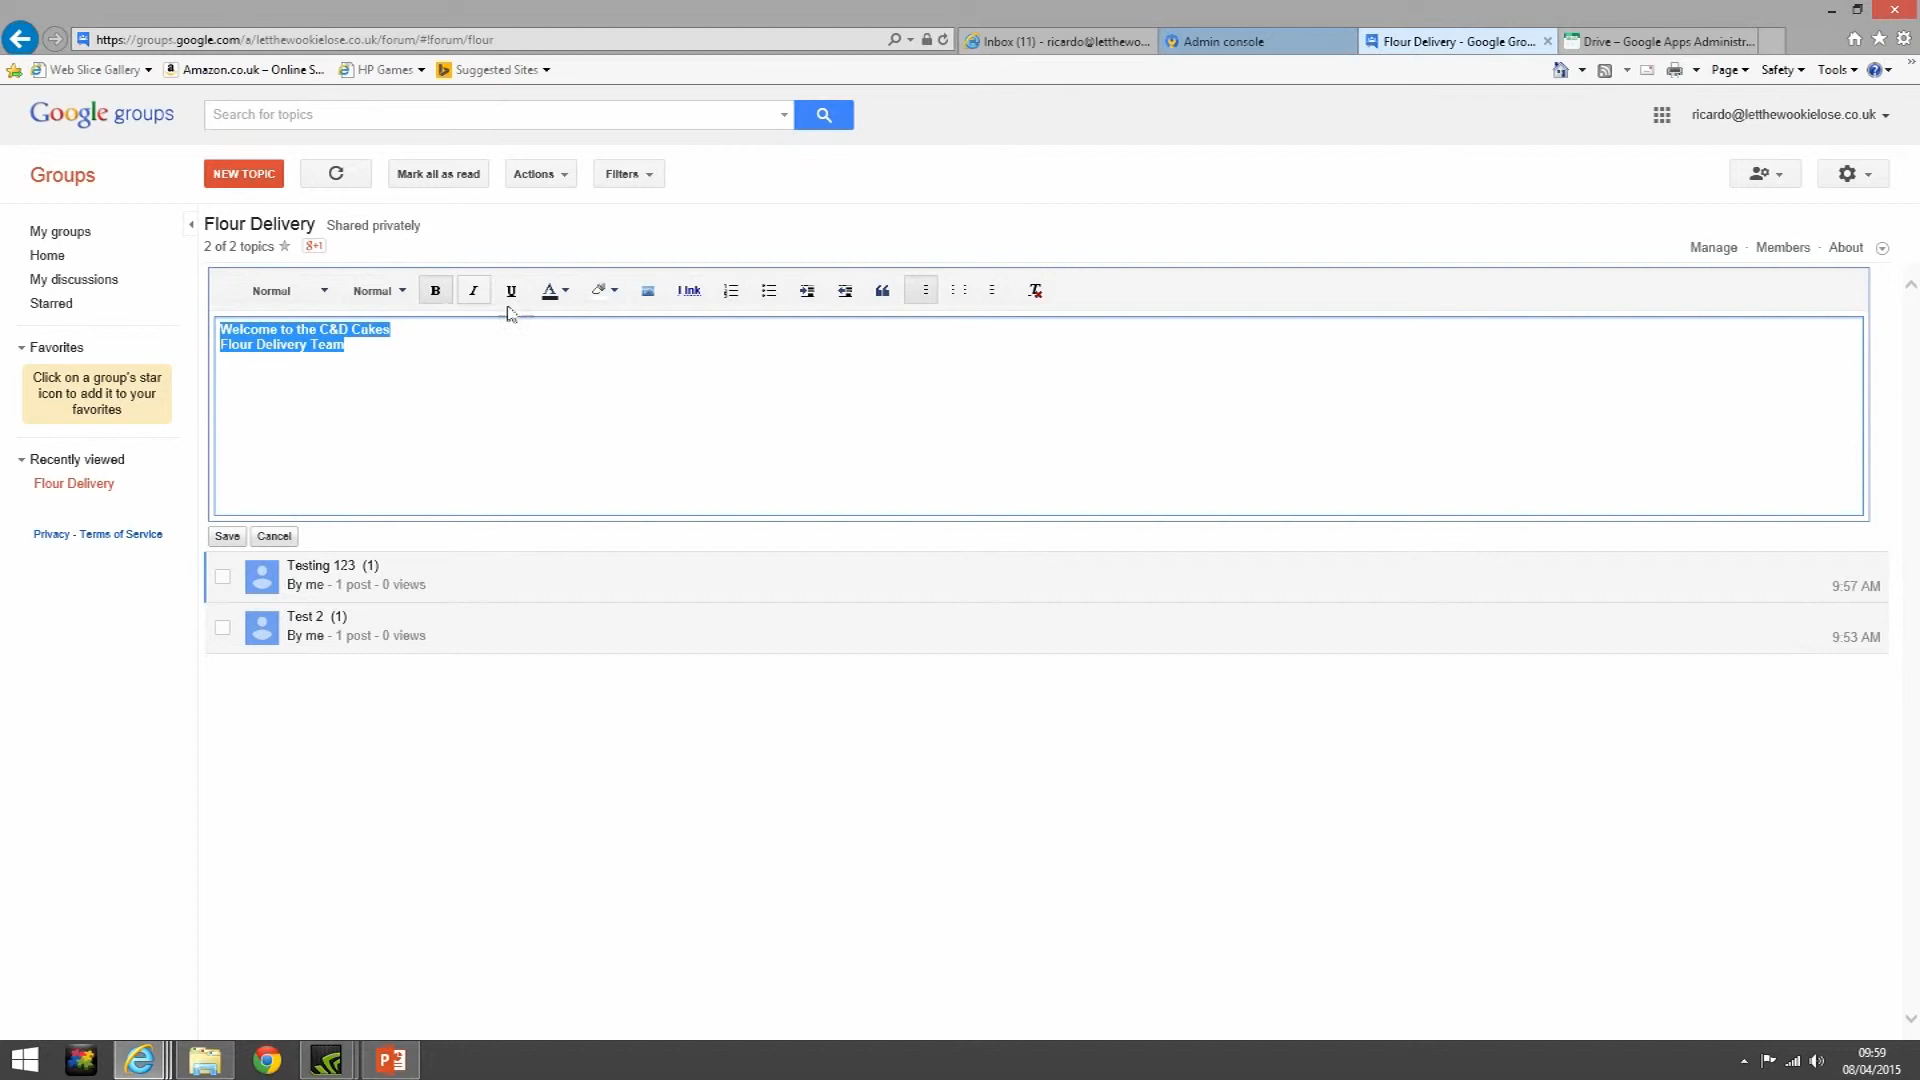 https://groups.google.com/a/letthewookielose.co.uk/forum/#!forum/flour
Inbox (11) - ricardo@letthewo...
Admin console
Flour Delivery - Google Gro...
Drive – Google Apps Administr...
Web Slice Gallery
Amazon.co.uk – Online S...
HP Games
Suggested Sites
Page
Safety
Tools
Google groups
Search for topics
ricardo@letthewookielose.co.uk
Groups
NEW TOPIC
Mark all as read
Actions
Filters
My groups
Home
My discussions
Starred
Favorites
Click on a group's star
icon to add it to your
favorites
Recently viewed
Flour Delivery
Privacy - Terms of Service
Flour Delivery Shared privately
2 of 2 topics
g+1
Manage - Members - About
Normal
Normal
B
I
U
A
Link
Welcome to the C&D Cakes
Flour Delivery Team
Save
Cancel
Testing 123 (1)
By me - 1 post - 0 views
9:57 AM
Test 2 (1)
By me - 1 post - 0 views
9:53 AM
09:59
08/04/2015